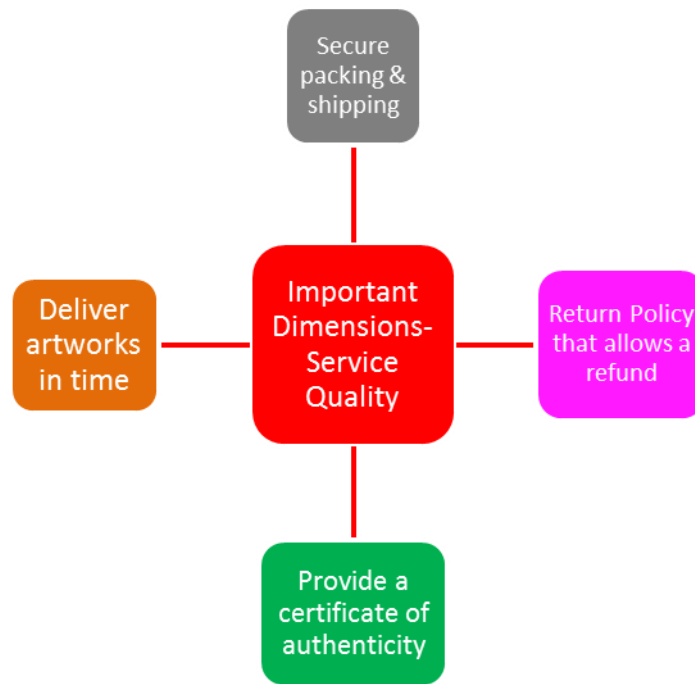 Secure
packing &
shipping
Important
Dimensions-
Service
Quality
Deliver
artworks
in time
Return Policy
that allows a
refund
Provide a
certificate of
authenticity